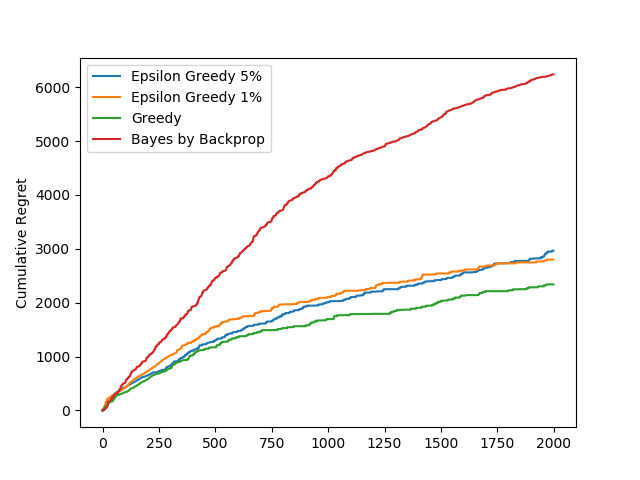 Epsilon Greedy 5%
Epsilon Greedy 1%
Greedy
Bayes by Backprop
Cumulative Regret
6000
5000
4000
3000
2000
1000
0
0 250 500 750 1000 1250 1500 1750 2000